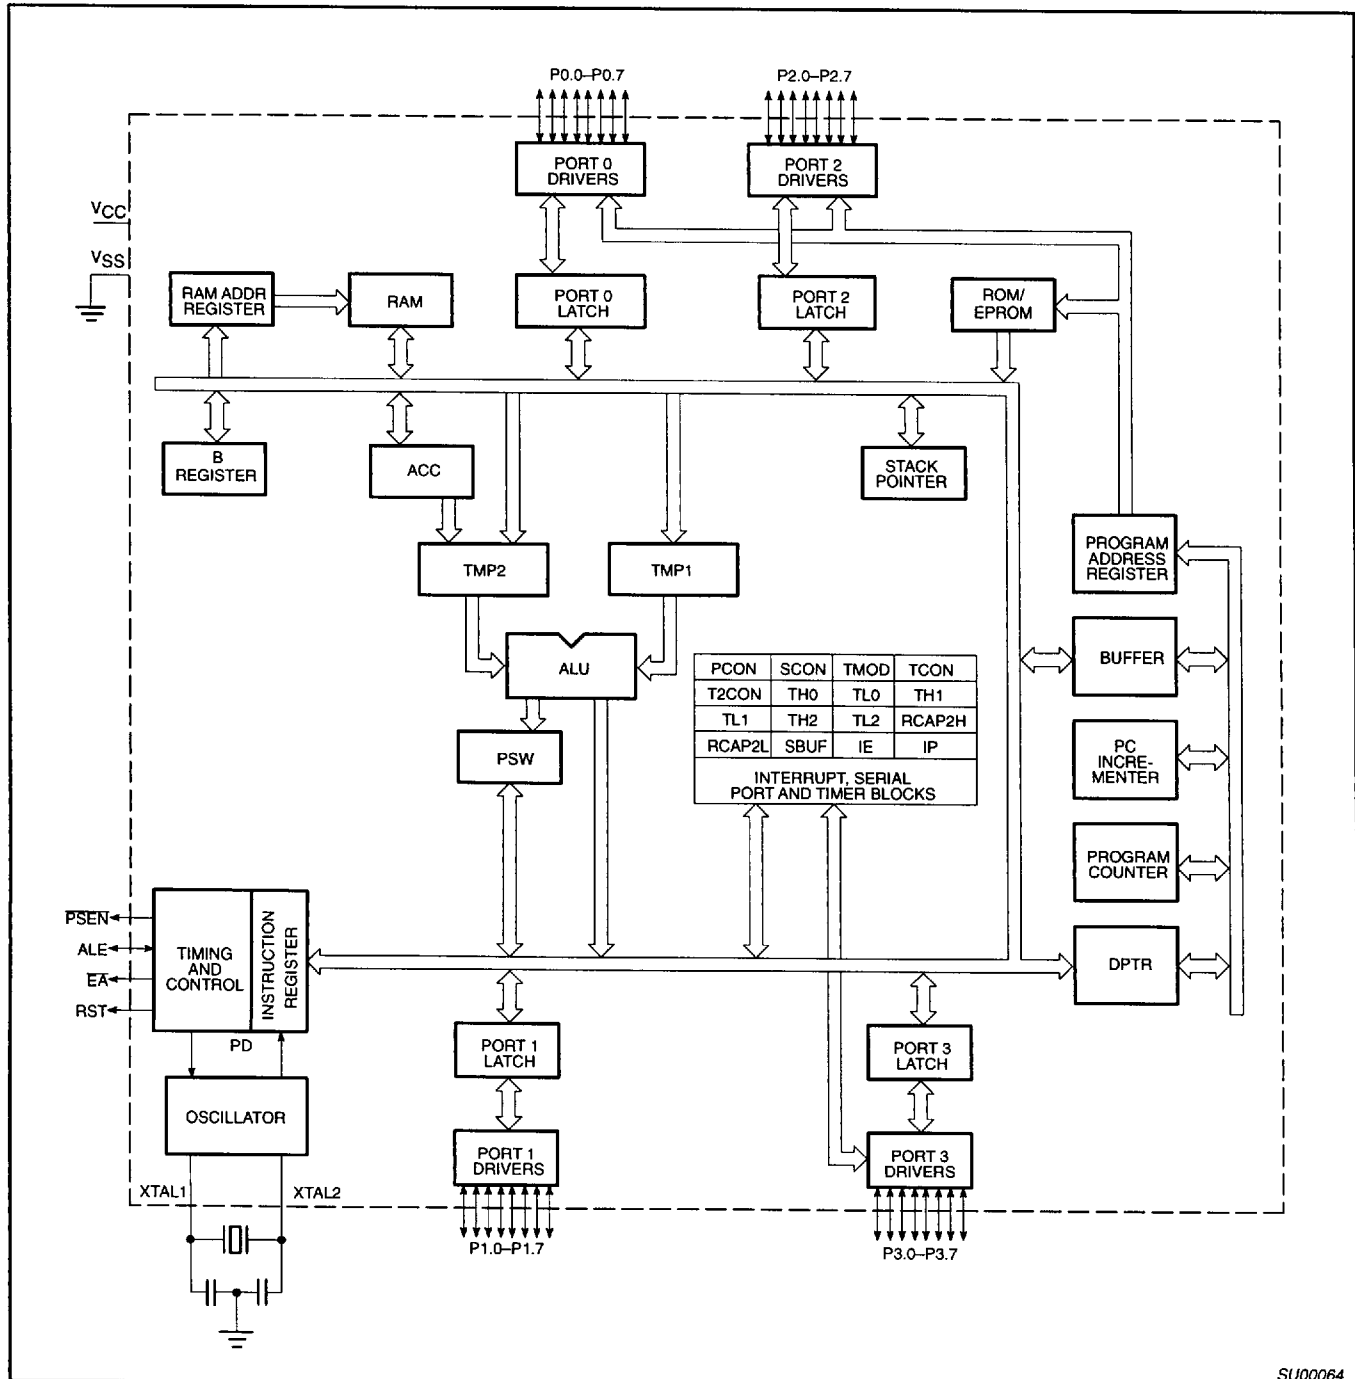 P0.0–P0.7
P2.0–P2.7
PORT 0
DRIVERS
PORT 2
DRIVERS
VCC
VSS
RAM ADDR
REGISTER
RAM
PORT 0
LATCH
PORT 2
LATCH
ROM/
EPROM
B
REGISTER
ACC
STACK
POINTER
TMP2
TMP1
PROGRAM
ADDRESS
REGISTER
ALU
BUFFER
PCON SCON TMOD TCON
T2CON TH0 TL0 TH1
TL1 TH2 TL2 RCAP2H
RCAP2L SBUF IE IP
INTERRUPT, SERIAL
PORT AND TIMER BLOCKS
PSW
PC
INCRE-
MENTER
PROGRAM
COUNTER
PSEN
ALE
EA
RST
TIMING
AND
CONTROL
INSTRUCTION
REGISTER
DPTR
PD
PORT 1
LATCH
PORT 3
LATCH
OSCILLATOR
PORT 1
DRIVERS
PORT 3
DRIVERS
XTAL1
XTAL2
P1.0–P1.7
P3.0–P3.7
SU00064